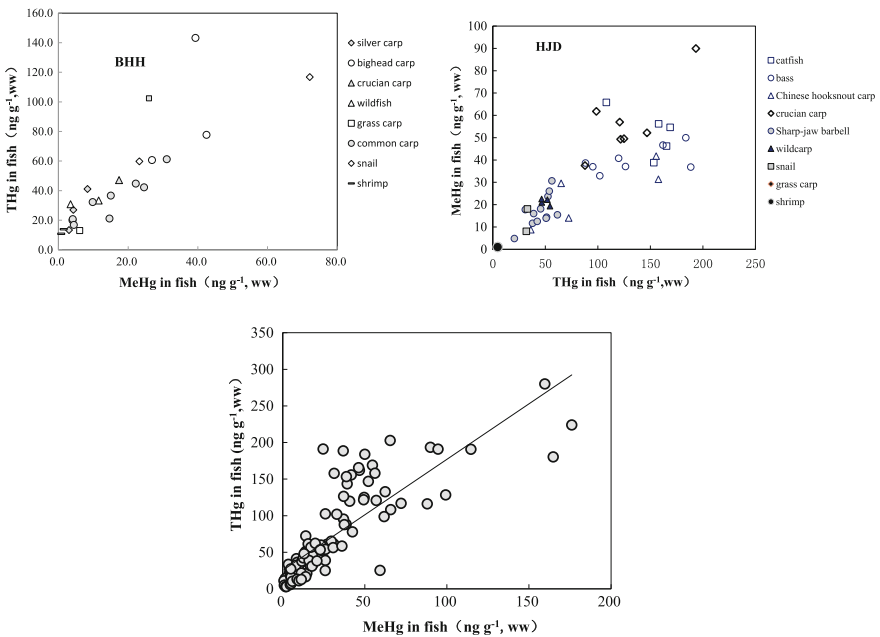 BHH
THg in fish（ng g-1,ww)
160.0
140.0
120.0
100.0
80.0
60.0
40.0
20.0
0.0
0.0
20.0
40.0
60.0
80.0
MeHg in fish（ng g-1, ww)
silver carp
bighead carp
crucian carp
wildfish
grass carp
common carp
snail
shrimp
HJD
MeHg in fish（ng g-1,ww)
100
90
80
70
60
50
40
30
20
10
0
0
50
100
150
200
250
THg in fish（ng g-1,ww)
catfish
bass
Chinese hooksnout carp
crucian carp
Sharp-jaw barbell
wildcarp
snail
grass carp
shrimp
THg in fish (ng g-1,ww)
350
300
250
200
150
100
50
0
0
50
100
150
200
MeHg in fish（ng g-1, ww)